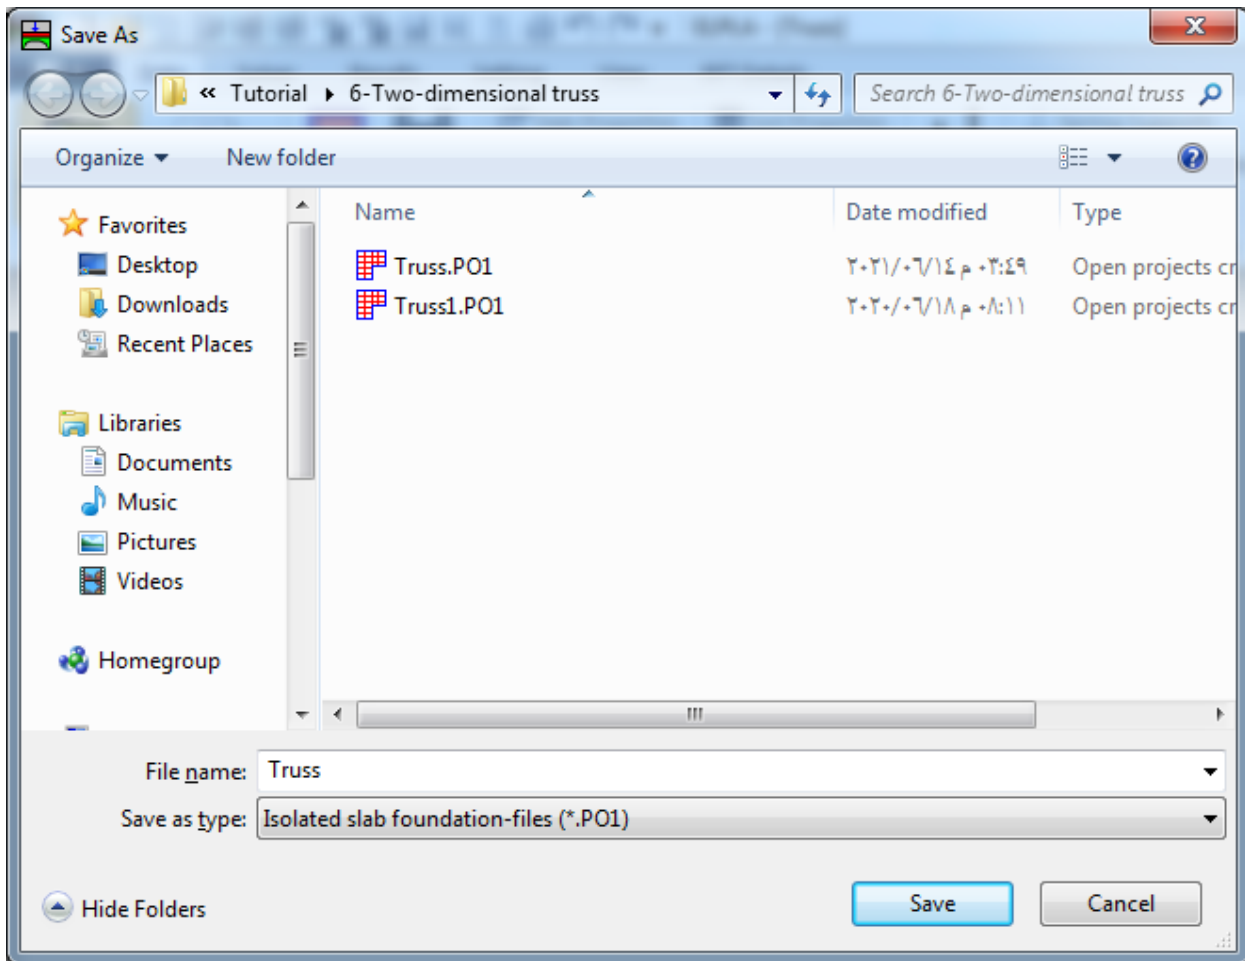 Save As
« Tutorial ▸ 6-Two-dimensional truss
Search 6-Two-dimensional truss
Organize
New folder
Name
Date modified
Type
Favorites
Desktop
Downloads
Recent Places
Libraries
Documents
Music
Pictures
Videos
Homegroup
Truss.PO1
٢٠٢١/٠٦/١٤ م ٠٣:٤٩
Open projects cr
Truss1.PO1
٢٠٢٠/٠٦/١٨ م ٠٨:١١
Open projects cr
File name: Truss
Save as type: Isolated slab foundation-files (*.PO1)
Hide Folders
Save
Cancel